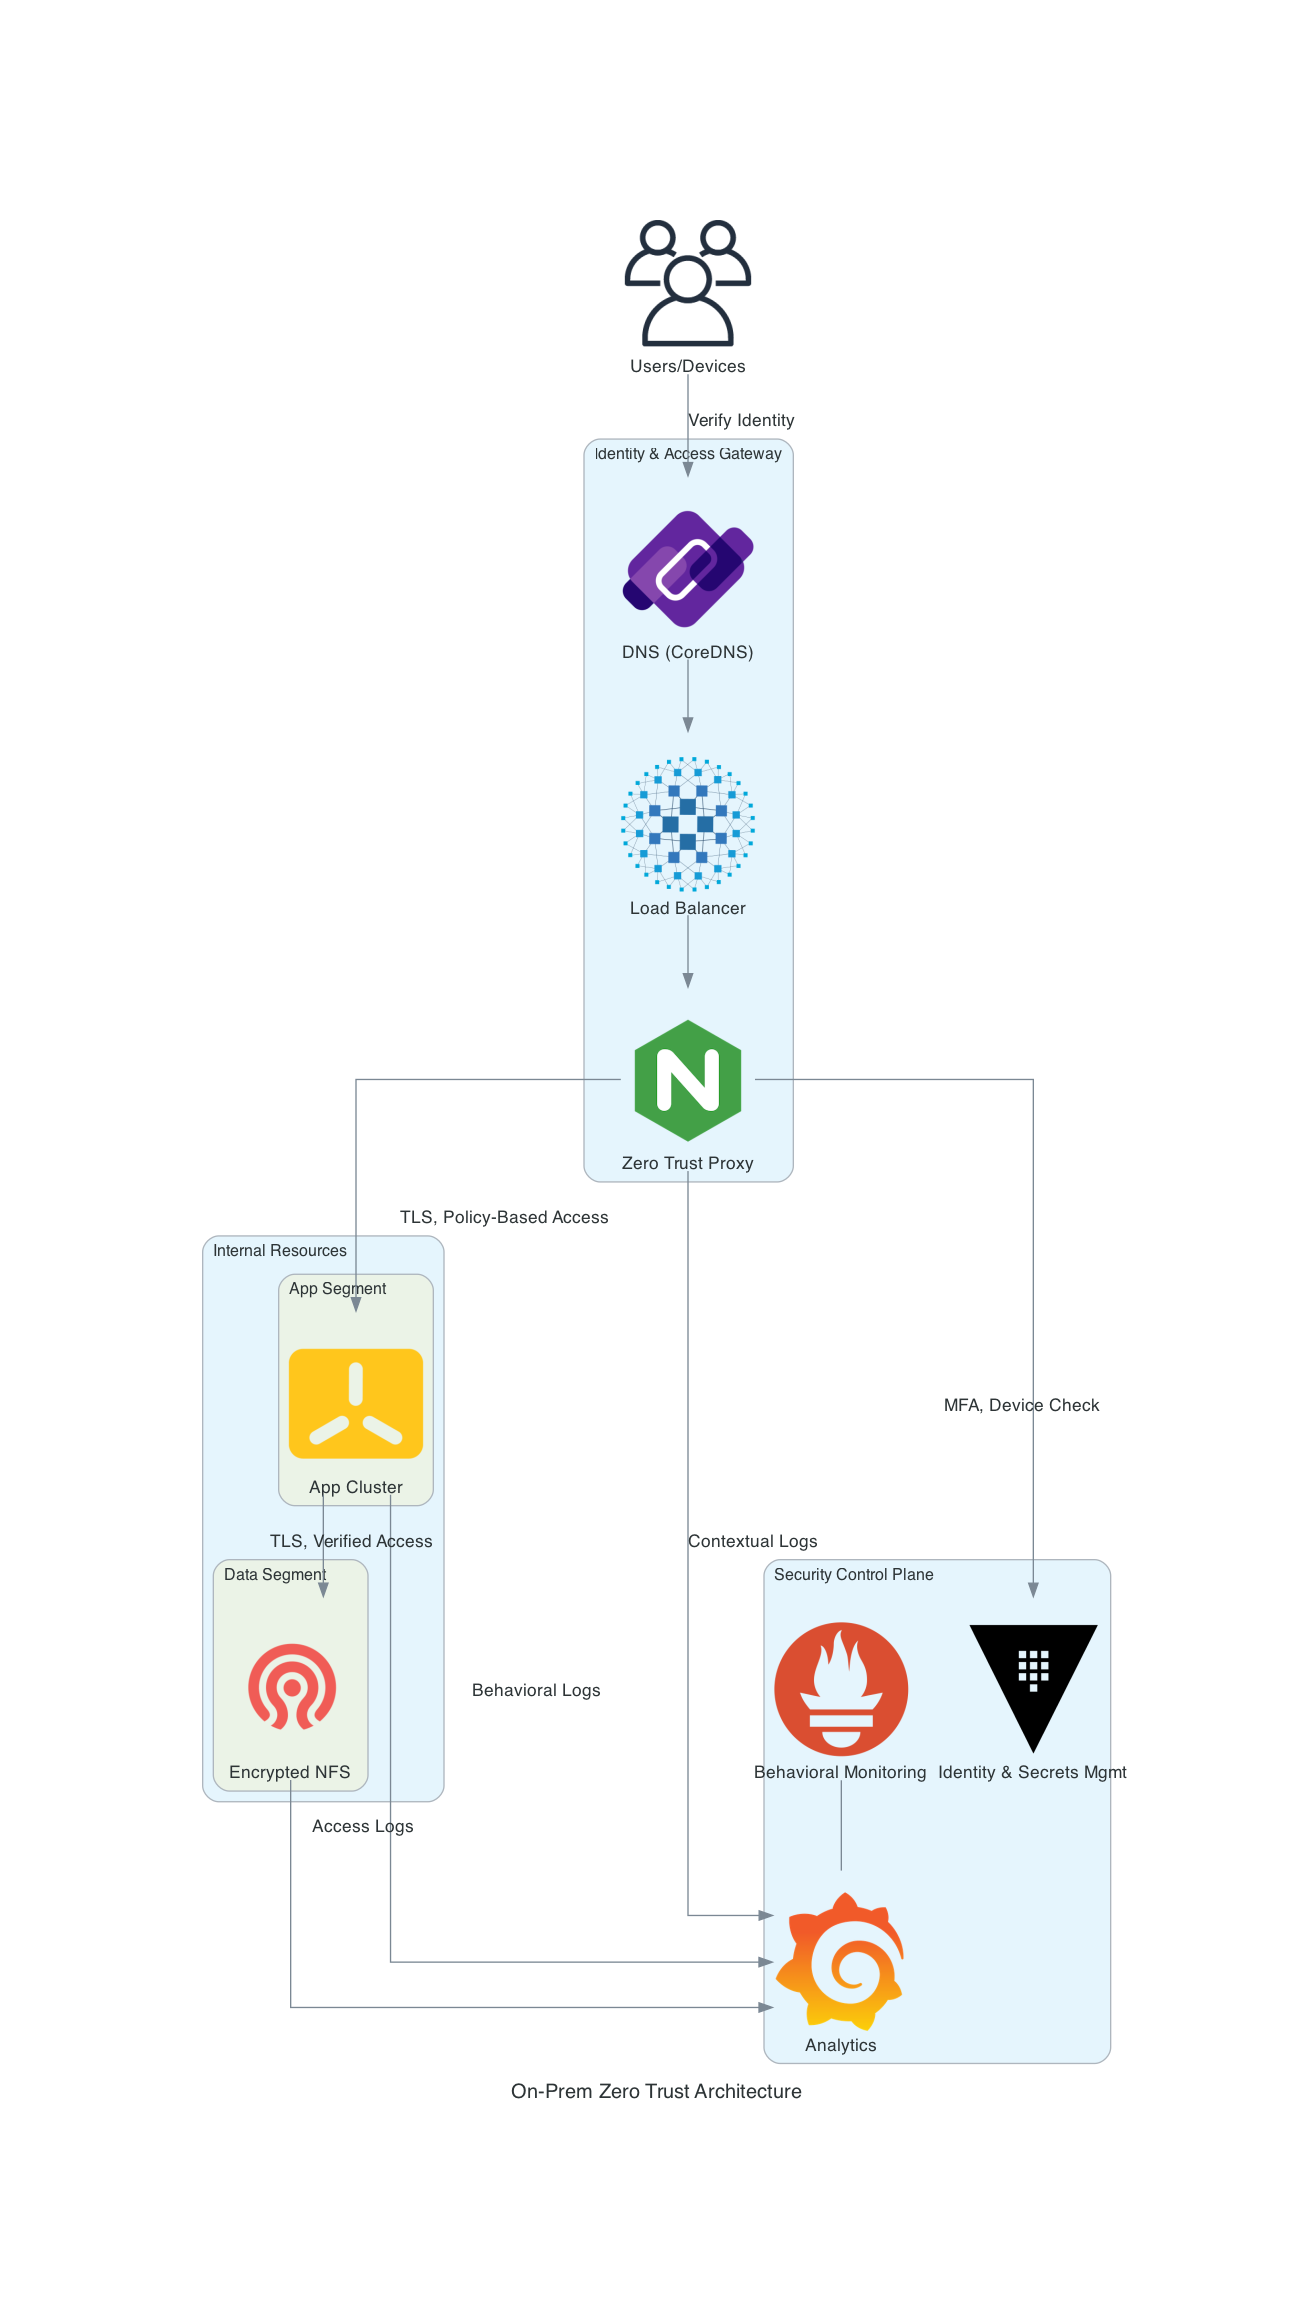 Users/Devices
Verify Identity
Identity & Access Gateway
DNS (CoreDNS)
Load Balancer
Zero Trust Proxy
TLS, Policy-Based Access
Internal Resources
App Segment
MFA, Device Check
App Cluster
TLS, Verified Access
Contextual Logs
Data Segment
Security Control Plane
Behavioral Logs
Encrypted NFS
Behavioral Monitoring
Identity & Secrets Mgmt
Access Logs
Analytics
On-Prem Zero Trust Architecture